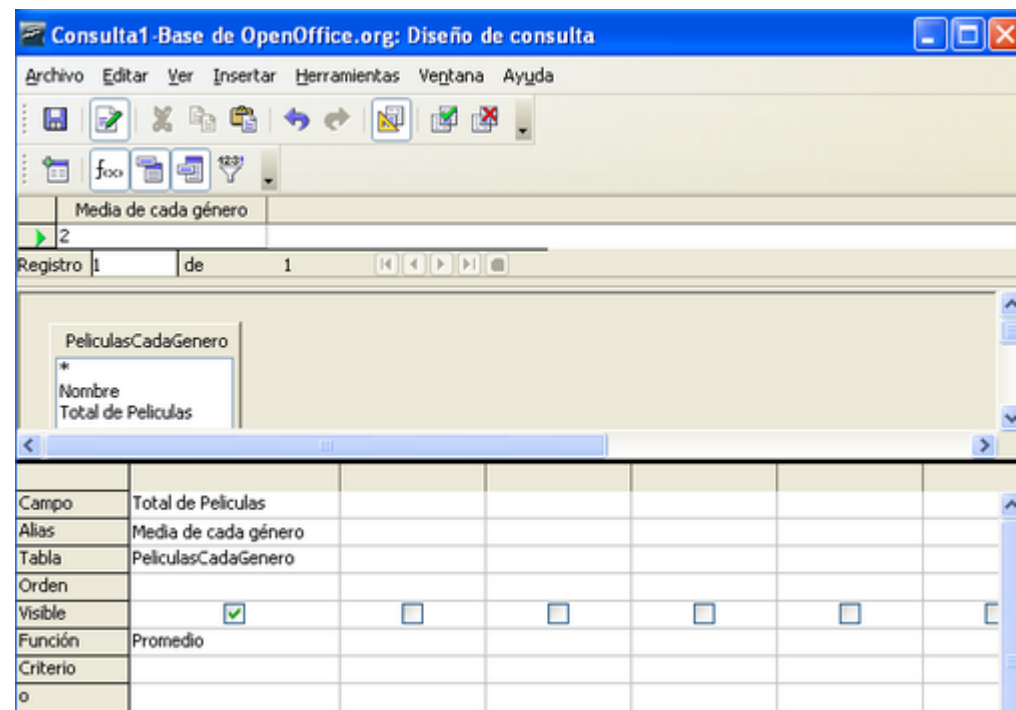 Consulta1-Base de OpenOffice.org: Diseño de consulta
Archivo Editar Ver Insertar Herramientas Ventana Ayuda
f(x) 123!
Media de cada género
2
Registro 1 de 1
PeliculasCadaGenero
*
Nombre
Total de Peliculas
Campo Total de Peliculas
Alias Media de cada género
Tabla PeliculasCadaGenero
Orden
Visible
Función Promedio
Criterio
o